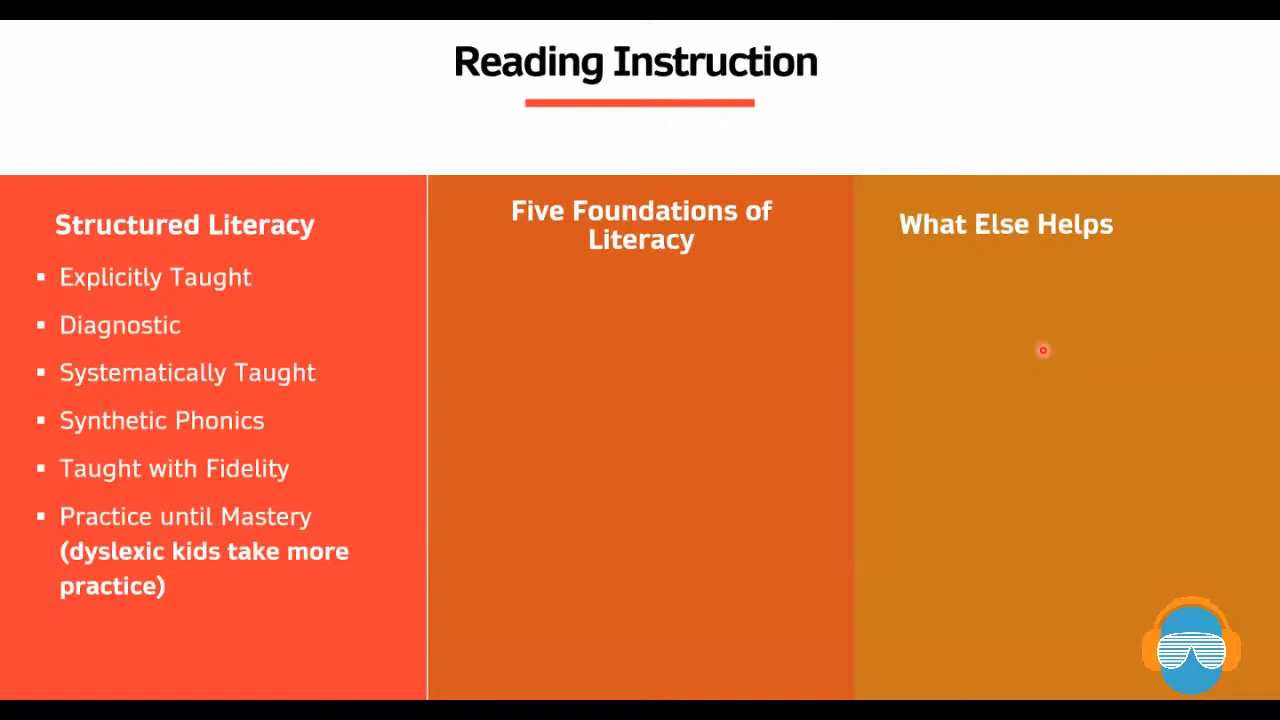 Reading Instruction
Structured Literacy
▪ Explicitly Taught
▪ Diagnostic
▪ Systematically Taught
▪ Synthetic Phonics
▪ Taught with Fidelity
▪ Practice until Mastery
(dyslexic kids take more
practice)
Five Foundations of
Literacy
What Else Helps